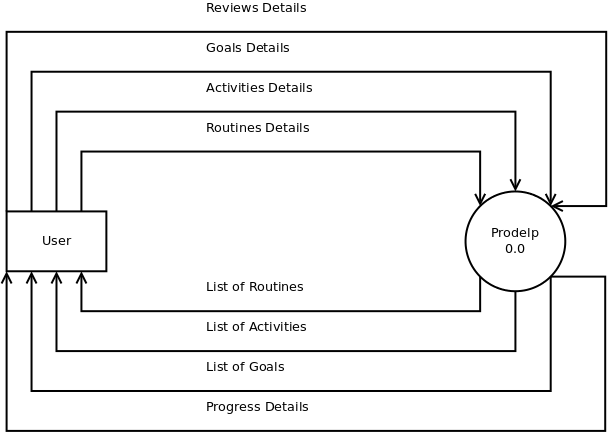 Reviews Details
Goals Details
Activities Details
Routines Details
User
Prodelp
0.0
List of Routines
List of Activities
List of Goals
Progress Details